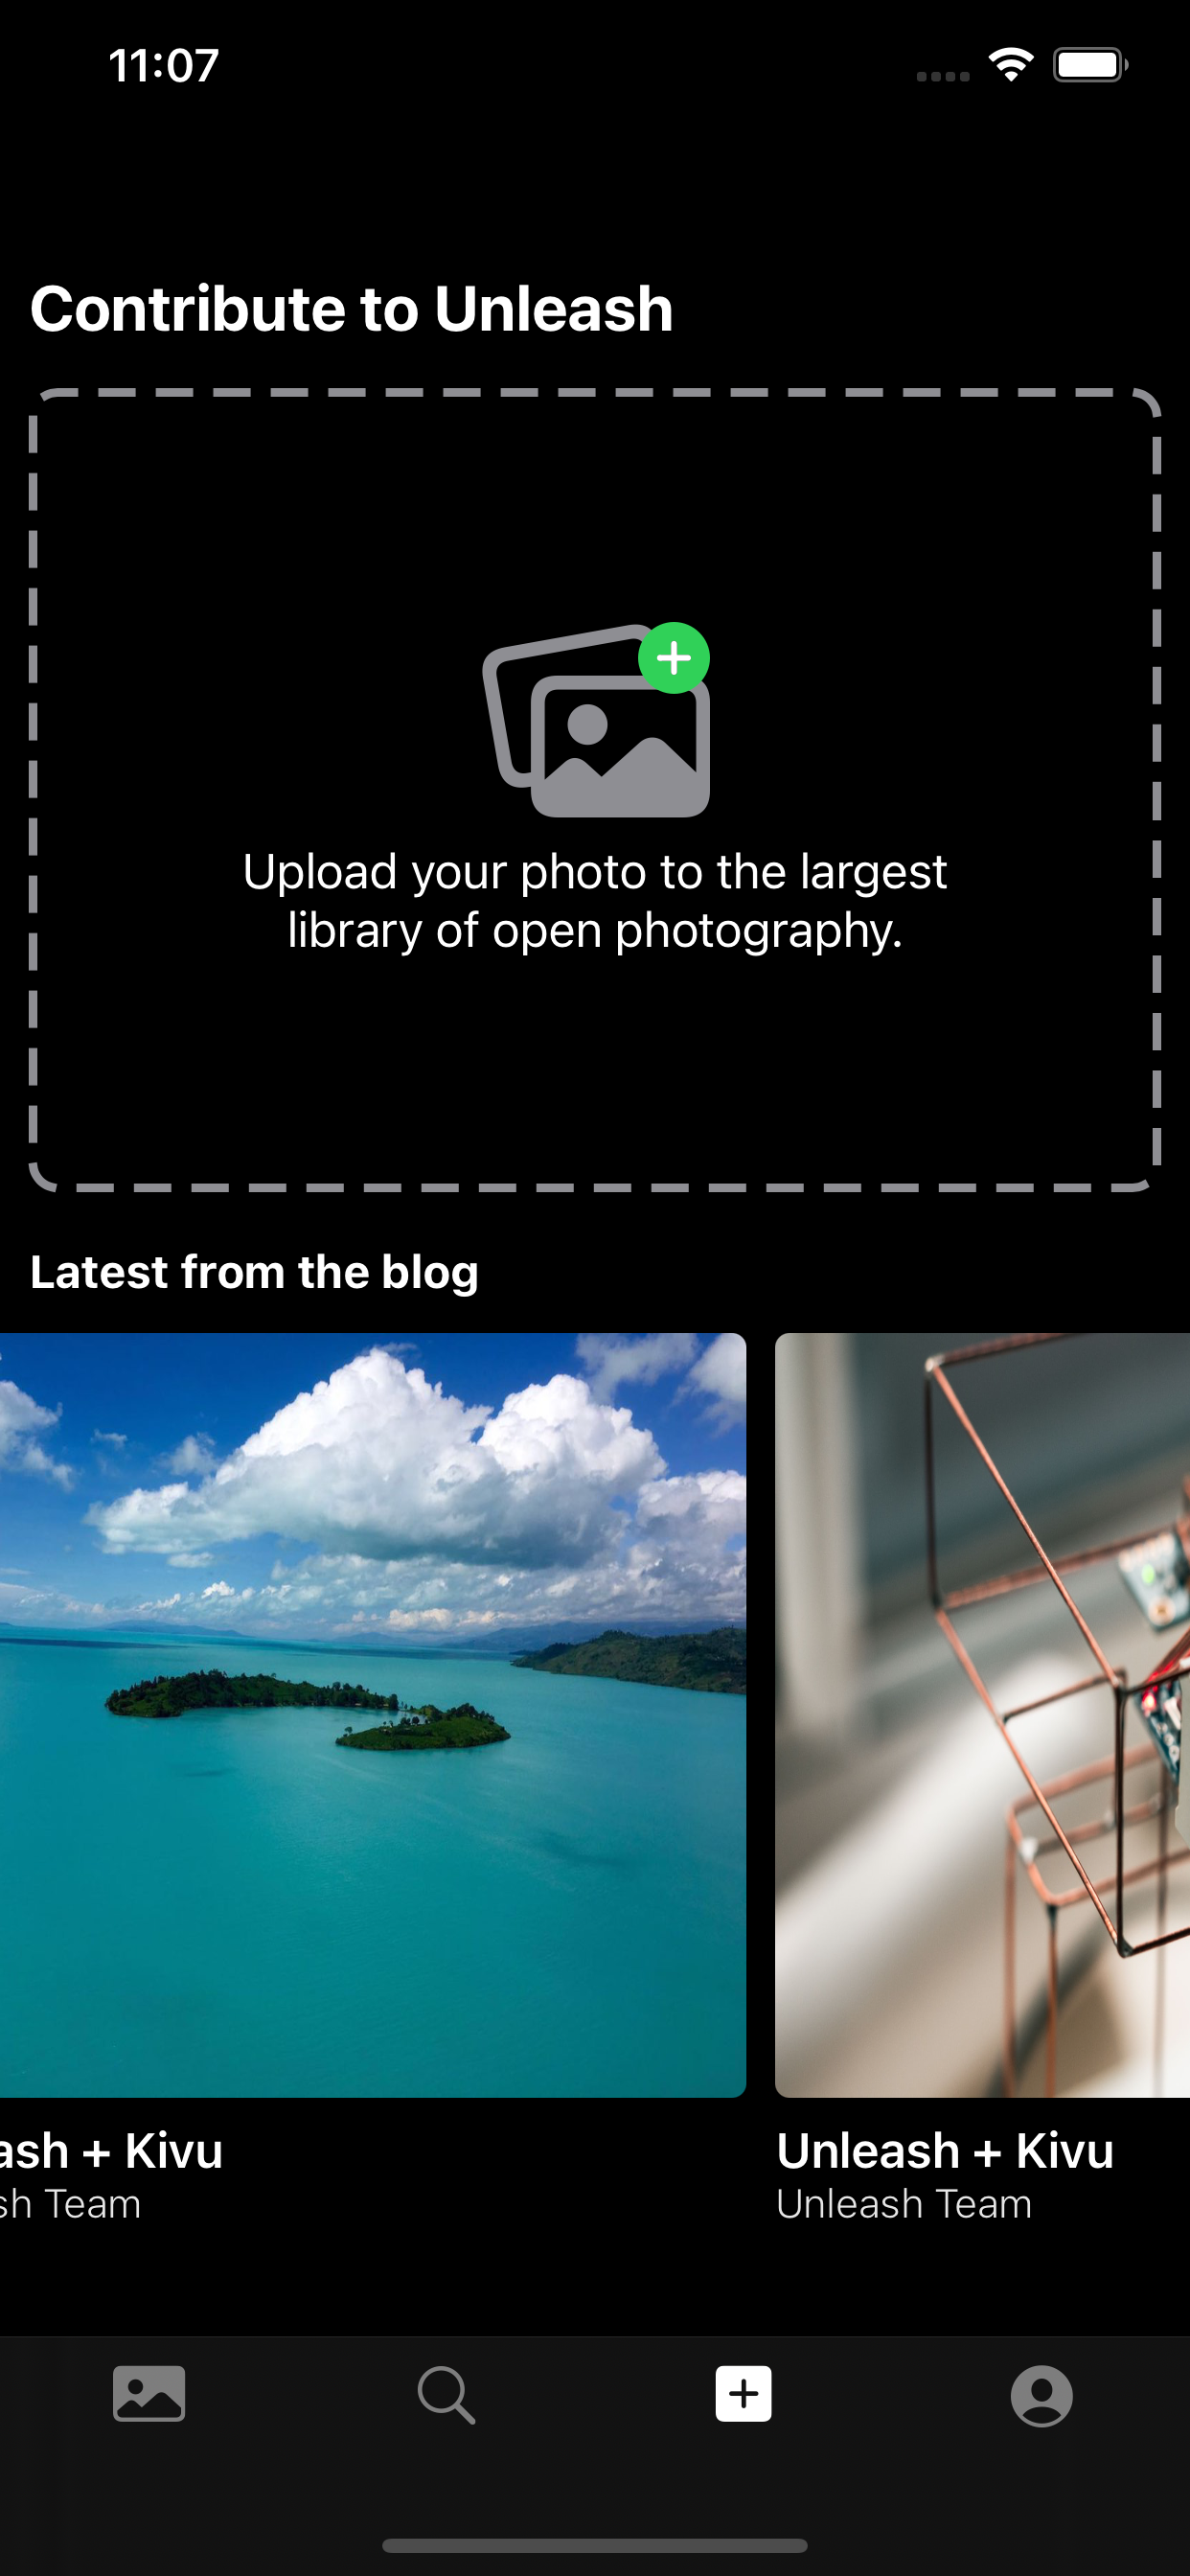 11:07
Contribute to Unleash
Upload your photo to the largest
library of open photography.
Latest from the blog
ash + Kivu
Unleash + Kivu
sh Team
Unleash Team